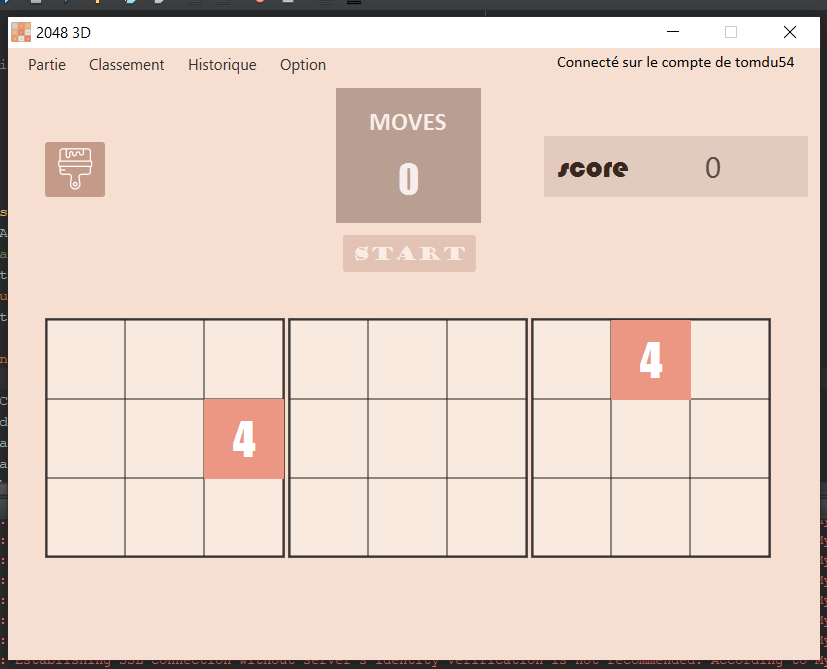 2048 3D
Partie Classement Historique Option
Connecté sur le compte de tomdu54
MOVES
0
score 0
START
4
4
Establishing SSL connection without server's identity verification is not recommended. According to My